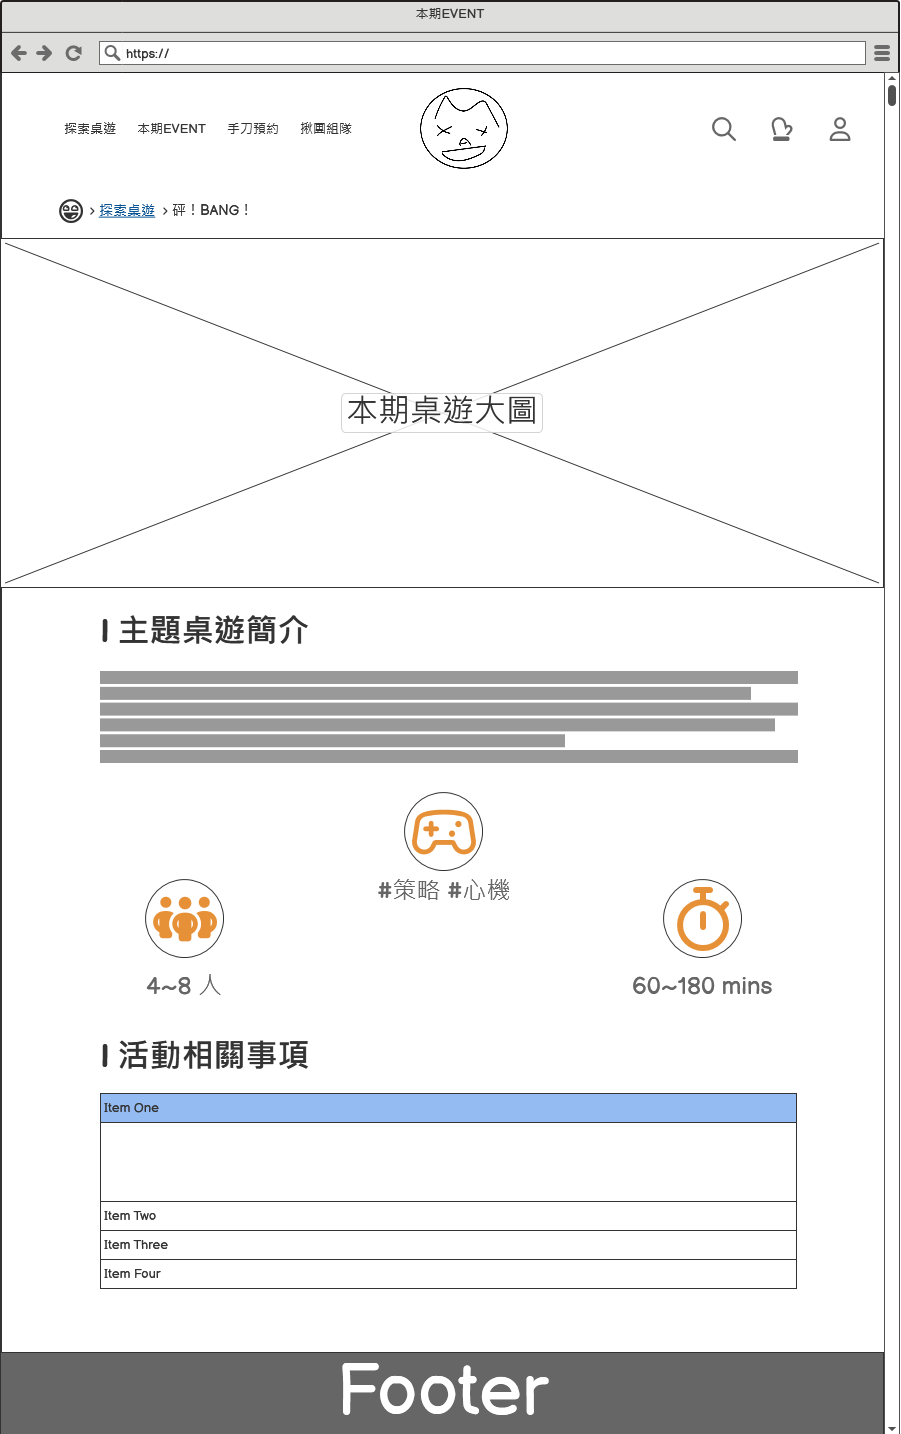 本期EVENT
https://
探索桌遊 本期EVENT 手刀預約 揪團組隊
> 探索桌遊 > 砰！BANG！
本期桌遊大圖
| 主題桌遊簡介
#策略 #心機
4~8 人
60~180 mins
| 活動相關事項
Item One
Item Two
Item Three
Item Four
Footer